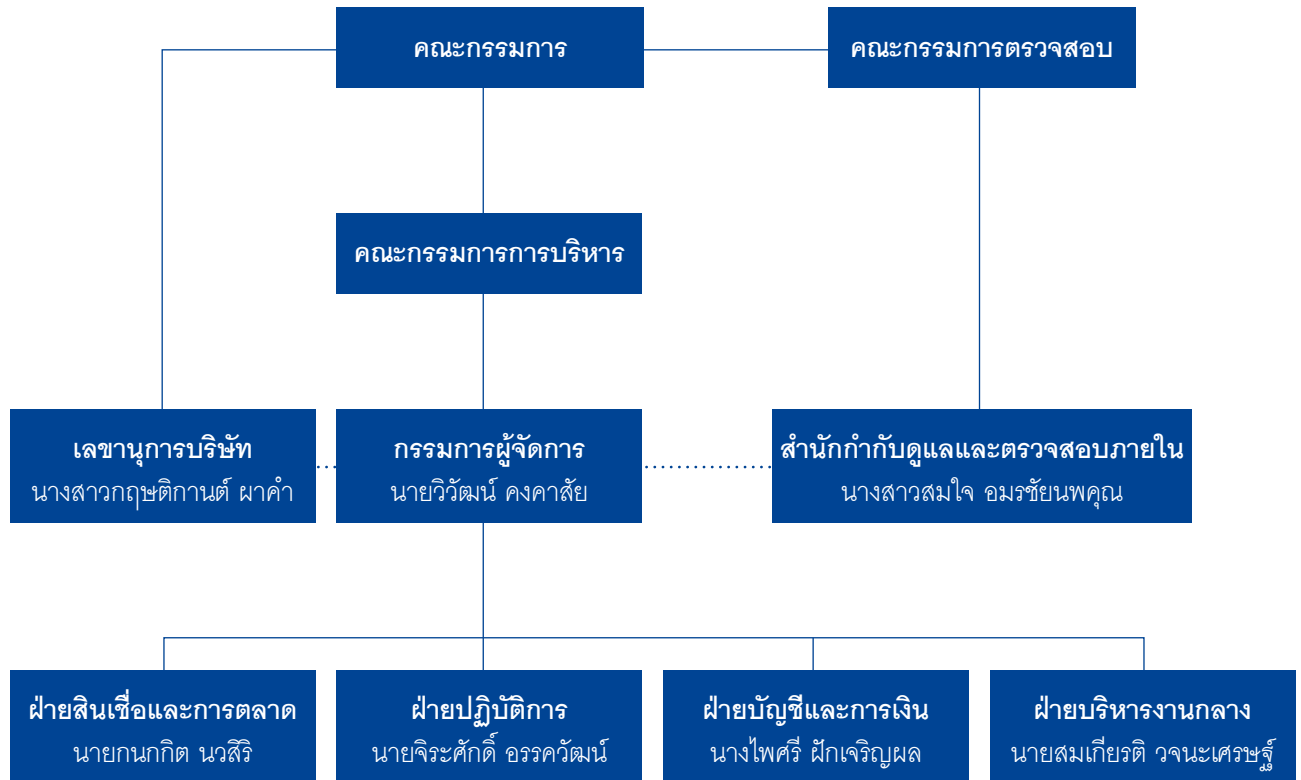 คณะกรรมการ
คณะกรรมการตรวจสอบ
คณะกรรมการการบริหาร
เลขานุการบริษัท
นางสาวกฤษติกานต์ ผาคำ
กรรมการผู้จัดการ
นายวิวัฒน์ คงคาสัย
สำนักกำกับดูแลและตรวจสอบภายใน
นางสาวสมใจ อมรชัยนพคุณ
ฝ่ายสินเชื่อและการตลาด
นายกนกกิต นวสิริ
ฝ่ายปฏิบัติการ
นายจิระศักดิ์ อรรควัฒน์
ฝ่ายบัญชีและการเงิน
นางไพศรี ฝักเจริญผล
ฝ่ายบริหารงานกลาง
นายสมเกียรติ วจนะเศรษฐ์